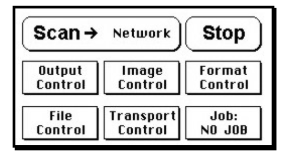 Scan → Network Stop
Output Image Format
Control Control Control
File Transport Job:
Control Control NO JOB